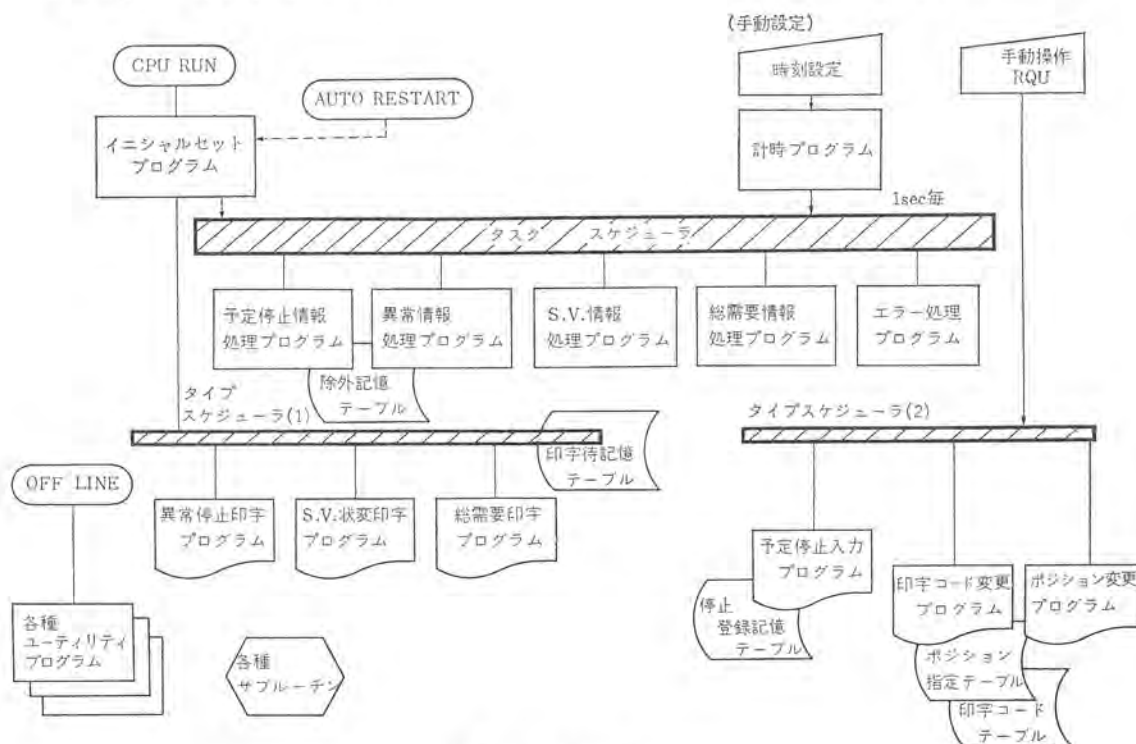 (手動設定)
CPU RUN
時刻設定
手動操作
RQU
AUTO RESTART
イニシャルセット
プログラム
計時プログラム
1sec毎
タスク スケジューラ
予定停止情報
処理プログラム
異常情報
処理プログラム
S.V.情報
処理プログラム
総需要情報
処理プログラム
エラー処理
プログラム
除外記憶
テーブル
タイプ
スケジューラ(1)
タイプスケジューラ(2)
印字待記憶
テーブル
OFF LINE
異常停止印字
プログラム
S.V.状変印字
プログラム
総需要印字
プログラム
予定停止入力
プログラム
印字コード変更
プログラム
ポジション変更
プログラム
停止
登録記憶
テーブル
各種
ユーティリティ
プログラム
各種
サブルーチン
ポジション
指定テーブル
印字コード
テーブル